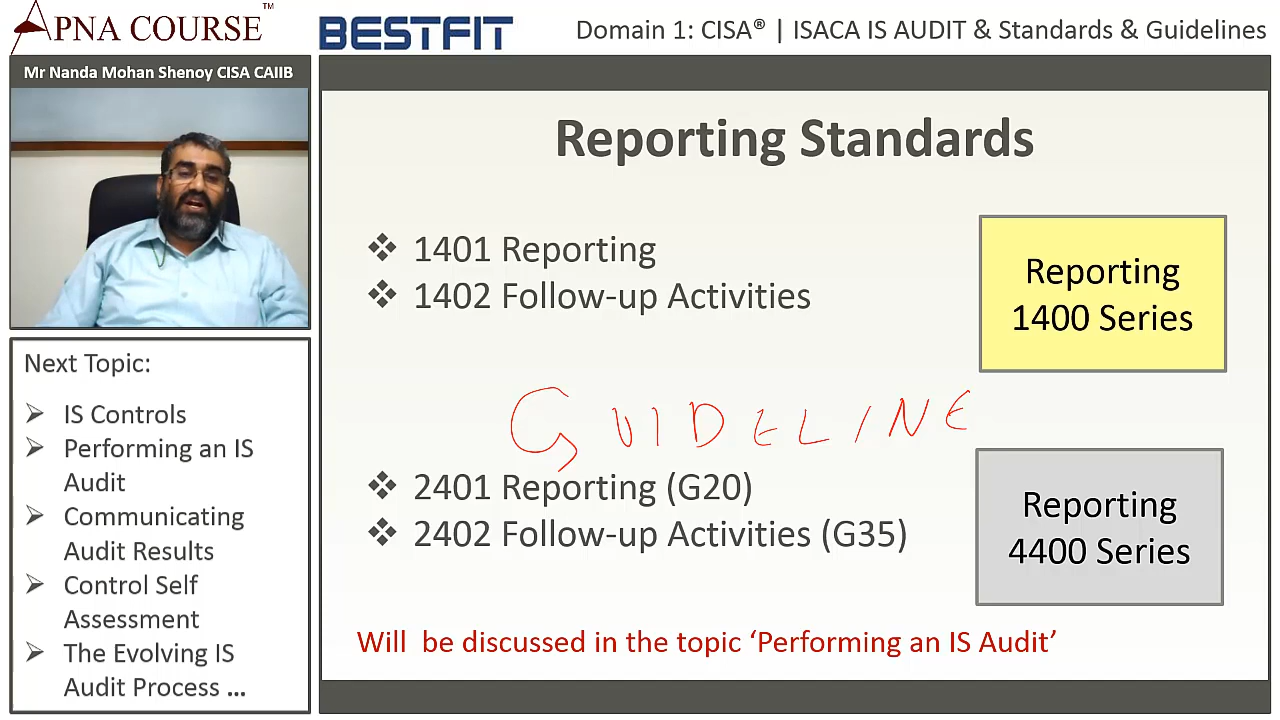 APNA COURSE™
BESTFIT
Domain 1: CISA® | ISACA IS AUDIT & Standards & Guidelines
Mr Nanda Mohan Shenoy CISA CAIIB
Next Topic:
IS Controls
Performing an IS
Audit
Communicating
Audit Results
Control Self
Assessment
The Evolving IS
Audit Process ...
Reporting Standards
1401 Reporting
1402 Follow-up Activities
Reporting
1400 Series
GUIDELINE
2401 Reporting (G20)
2402 Follow-up Activities (G35)
Reporting
4400 Series
Will be discussed in the topic ‘Performing an IS Audit’